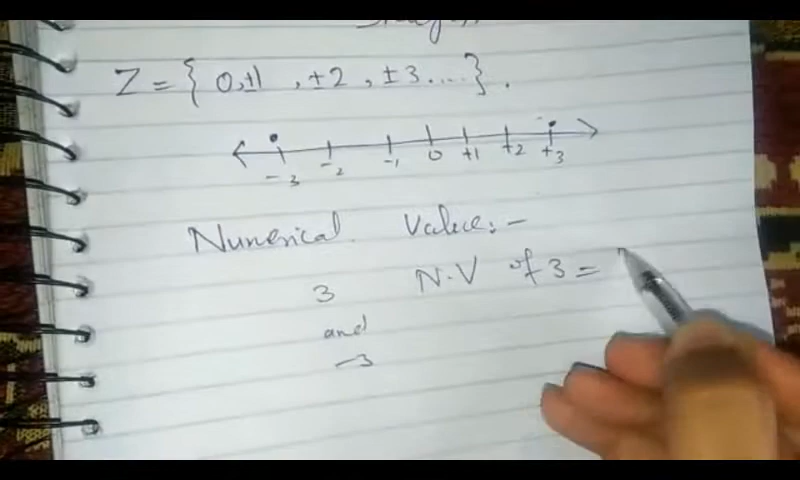 Z = { 0, ±1 , ±2 , ±3 .... } .
-3 -2 -1 0 +1 +2 +3
Numerical Value :-
3 N.V of 3 =
and
-3